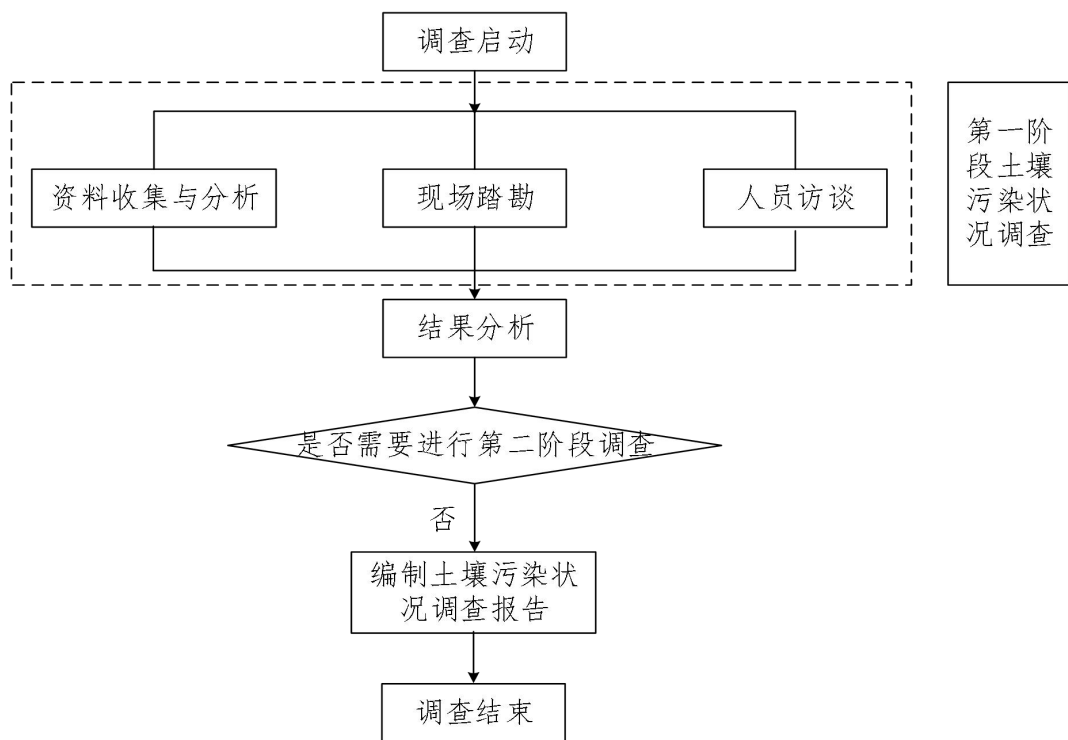 调查启动
资料收集与分析
现场踏勘
人员访谈
第一阶
段土壤
污染状
况调查
结果分析
是否需要进行第二阶段调查
否
编制土壤污染状
况调查报告
调查结束